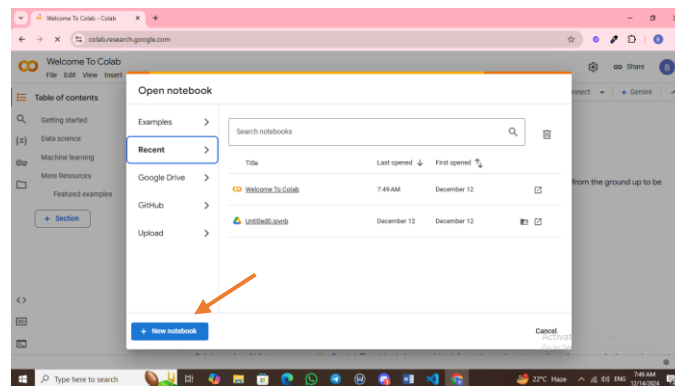 Welcome To Colab - Colab
colab.research.google.com
Welcome To Colab
File Edit View Insert
Share
B
Table of contents
Getting started
Data science
Machine learning
More Resources
Featured examples
+ Section
Gemini
from the ground up to be
Open notebook
Examples
Recent
Google Drive
GitHub
Upload
Search notebooks
Title Last opened First opened
Welcome To Colab 7:49 AM December 12
Untitled0.ipynb December 12 December 12
+ New notebook
Cancel
Type here to search
22°C Haze
ENG
7:49 AM
12/14/2024